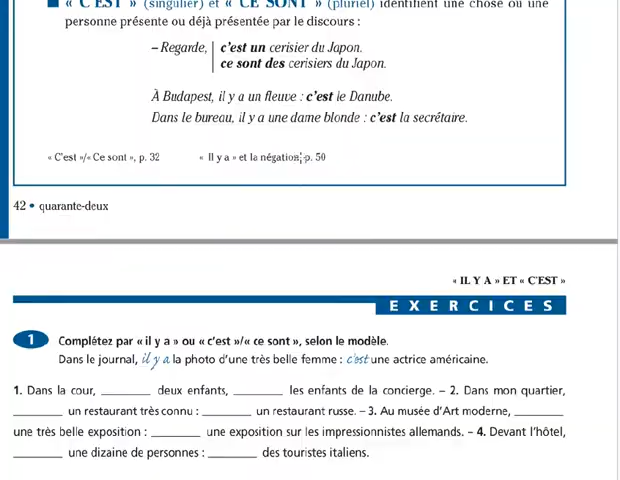 ■ « C'EST » (singulier) et « CE SONT » (pluriel) identifient une chose ou une
personne présente ou déjà présentée par le discours :
– Regarde, c'est un cerisier du Japon.
ce sont des cerisiers du Japon.
À Budapest, il y a un fleuve : c'est le Danube.
Dans le bureau, il y a une dame blonde : c'est la secrétaire.
« C'est »/« Ce sont », p. 32 « Il y a » et la négation, p. 50
42 • quarante-deux
« IL Y A » ET « C'EST »
EXERCICES
1 Complétez par « il y a » ou « c'est »/« ce sont », selon le modèle.
Dans le journal, il y a la photo d'une très belle femme : c'est une actrice américaine.
1. Dans la cour, ________ deux enfants, ________ les enfants de la concierge. – 2. Dans mon quartier,
________ un restaurant très connu : ________ un restaurant russe. – 3. Au musée d'Art moderne, ________
une très belle exposition : ________ une exposition sur les impressionnistes allemands. – 4. Devant l'hôtel,
________ une dizaine de personnes : ________ des touristes italiens.